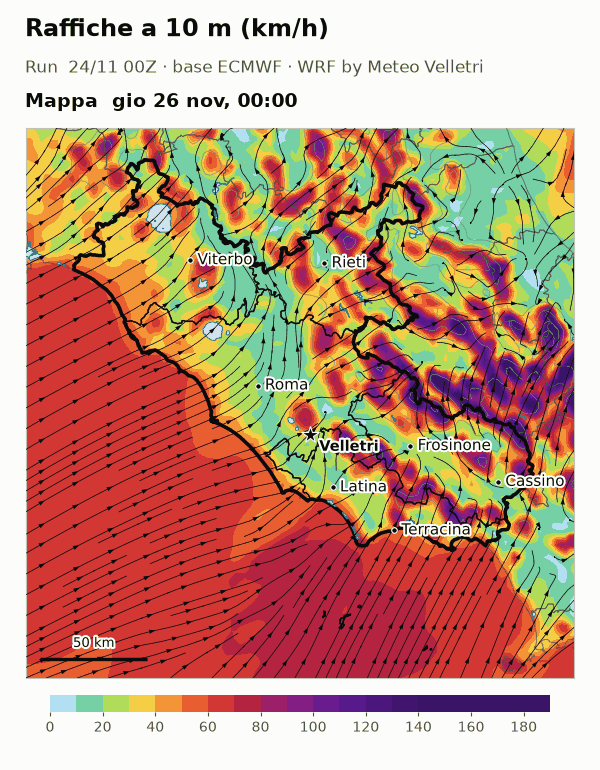 Raffiche a 10 m (km/h)
Run  24/11 00Z · base ECMWF · WRF by Meteo Velletri
Mappa  gio 26 nov, 00:00
Viterbo
Rieti
Roma
Velletri
Frosinone
Cassino
Latina
Terracina
50 km
0 20 40 60 80 100 120 140 160 180